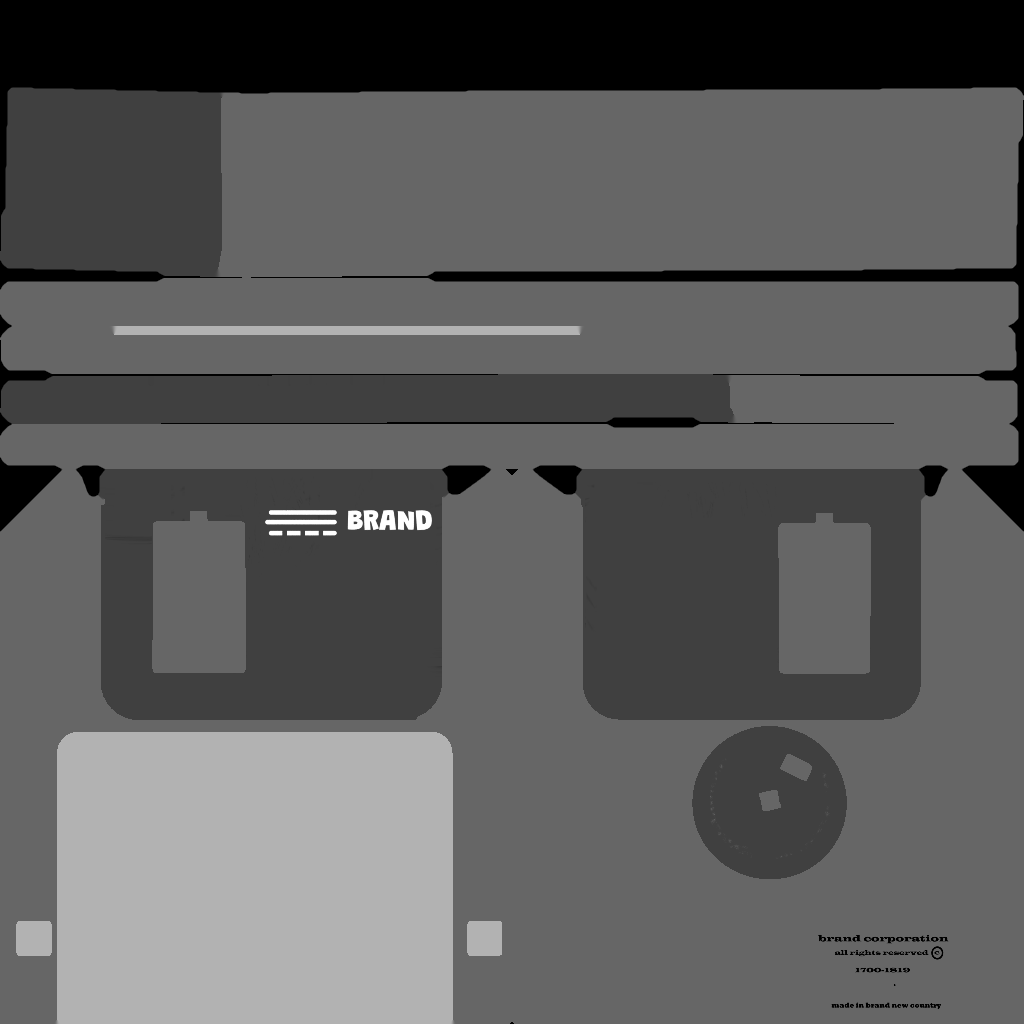 BRAND
brand corporation
all rights reserved ©
1700-1819
made in brand new country